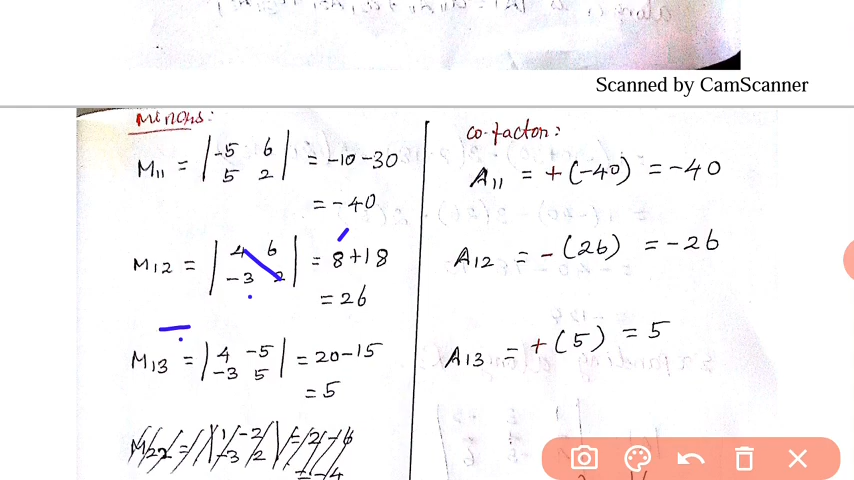 Scanned by CamScanner
Minors:
M11 = | -5 6 | = -10 -30
| 5 2 |
= -40
M12 = | 4 6 | = 8+18
| -3 2 |
= 26
M13 = | 4 -5 | = 20-15
| -3 5 |
= 5
co-factor:
A11 = +(-40) = -40
A12 = -(26) = -26
A13 = +(5) = 5